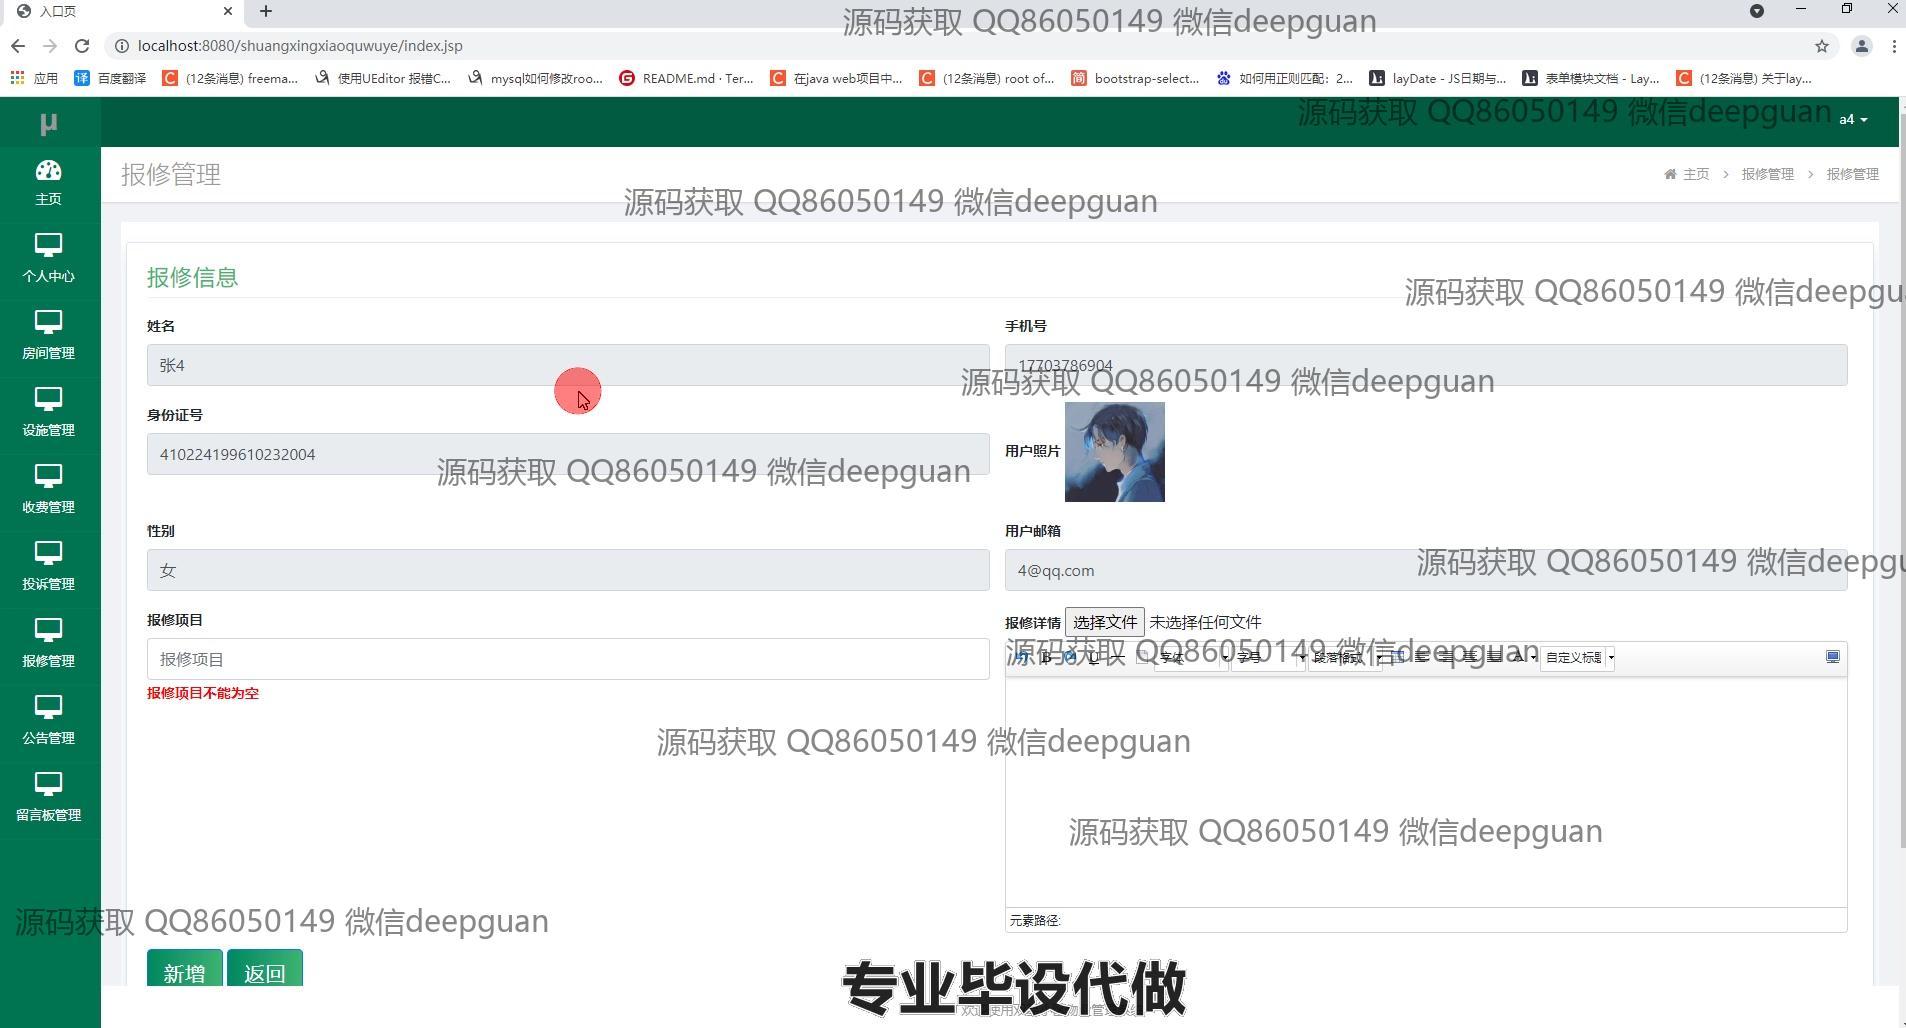 入口页
源码获取 QQ86050149 微信deepguan
localhost:8080/shuangxingxiaoquwuye/index.jsp
应用 百度翻译 (12条消息) freema... 使用UEditor 报错C... mysql如何修改roo... README.md · Ter... 在java web项目中... (12条消息) root of... bootstrap-select... 如何用正则匹配：2... layDate - JS日期与... 表单模块文档 - Lay... (12条消息) 关于lay...
源码获取 QQ86050149 微信deepguan
μ
a4
主页
报修管理
主页 > 报修管理 > 报修管理
源码获取 QQ86050149 微信deepguan
个人中心
报修信息
源码获取 QQ86050149 微信deepgu
姓名
手机号
房间管理
张4
17703786904
源码获取 QQ86050149 微信deepguan
身份证号
设施管理
410224199610232004
用户照片
源码获取 QQ86050149 微信deepguan
收费管理
性别
用户邮箱
女
4@qq.com
源码获取 QQ86050149 微信deepgu
投诉管理
报修项目
报修详情 选择文件 未选择任何文件
源码获取 QQ86050149 微信deepguan
报修项目
B U 字体 字号 段落格式 A 自定义标题
报修管理
报修项目不能为空
公告管理
源码获取 QQ86050149 微信deepguan
留言板管理
源码获取 QQ86050149 微信deepguan
源码获取 QQ86050149 微信deepguan
元素路径:
新增 返回
专业毕设代做